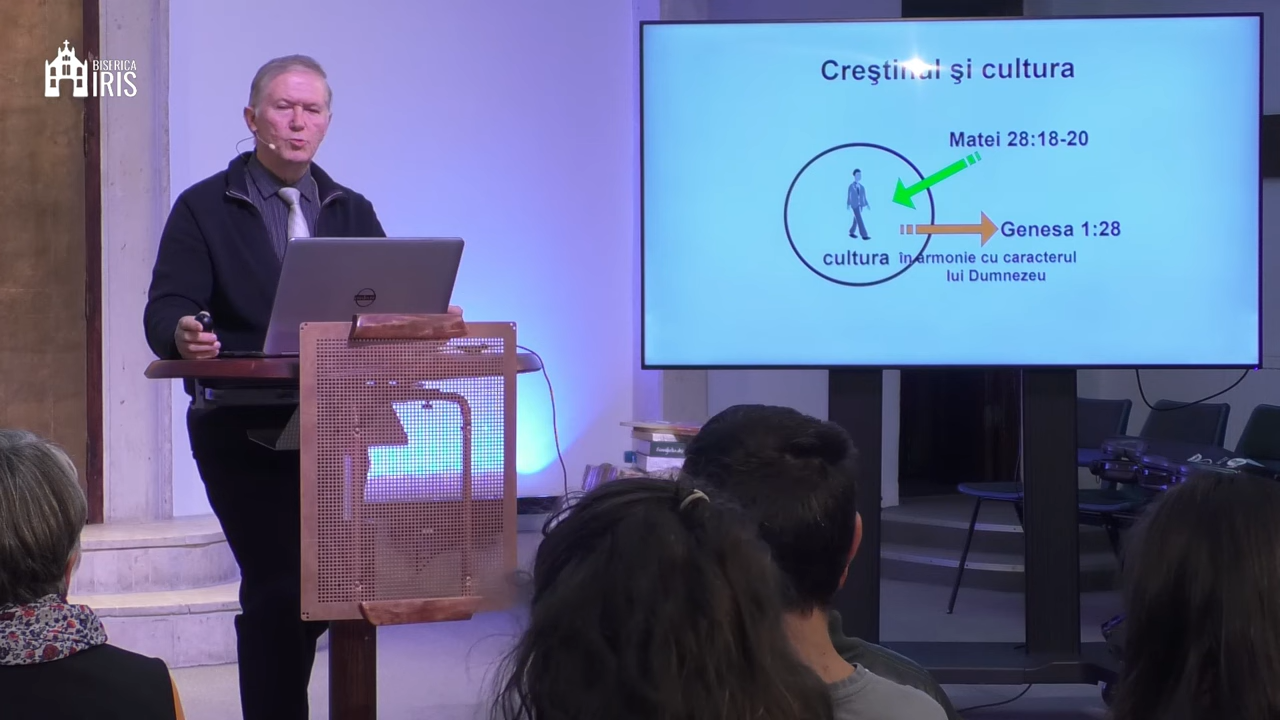 BISERICA
IRIS
Creştinul şi cultura
Matei 28:18-20
Genesa 1:28
cultura
în armonie cu caracterul
lui Dumnezeu